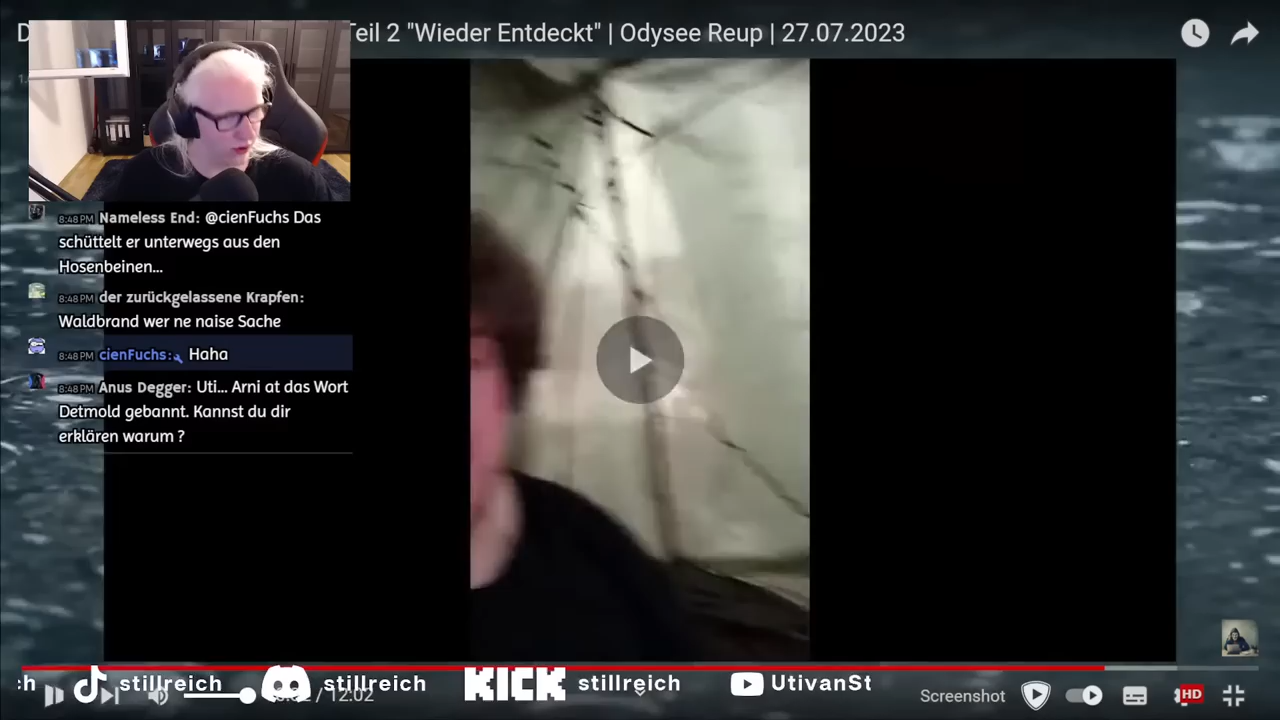 Teil 2 "Wieder Entdeckt" | Odysee Reup | 27.07.2023
8:48 PM Nameless End: @cienFuchs Das
schüttelt er unterwegs aus den
Hosenbeinen...
8:48 PM der zurückgelassene Krapfen:
Waldbrand wer ne naise Sache
8:48 PM cienFuchs: Haha
8:48 PM Anus Degger: Uti... Arni at das Wort
Detmold gebannt. Kannst du dir
erklären warum ?
ch stillreich stillreich KICK stillreich UtivanSt
/ 12:02 Screenshot HD